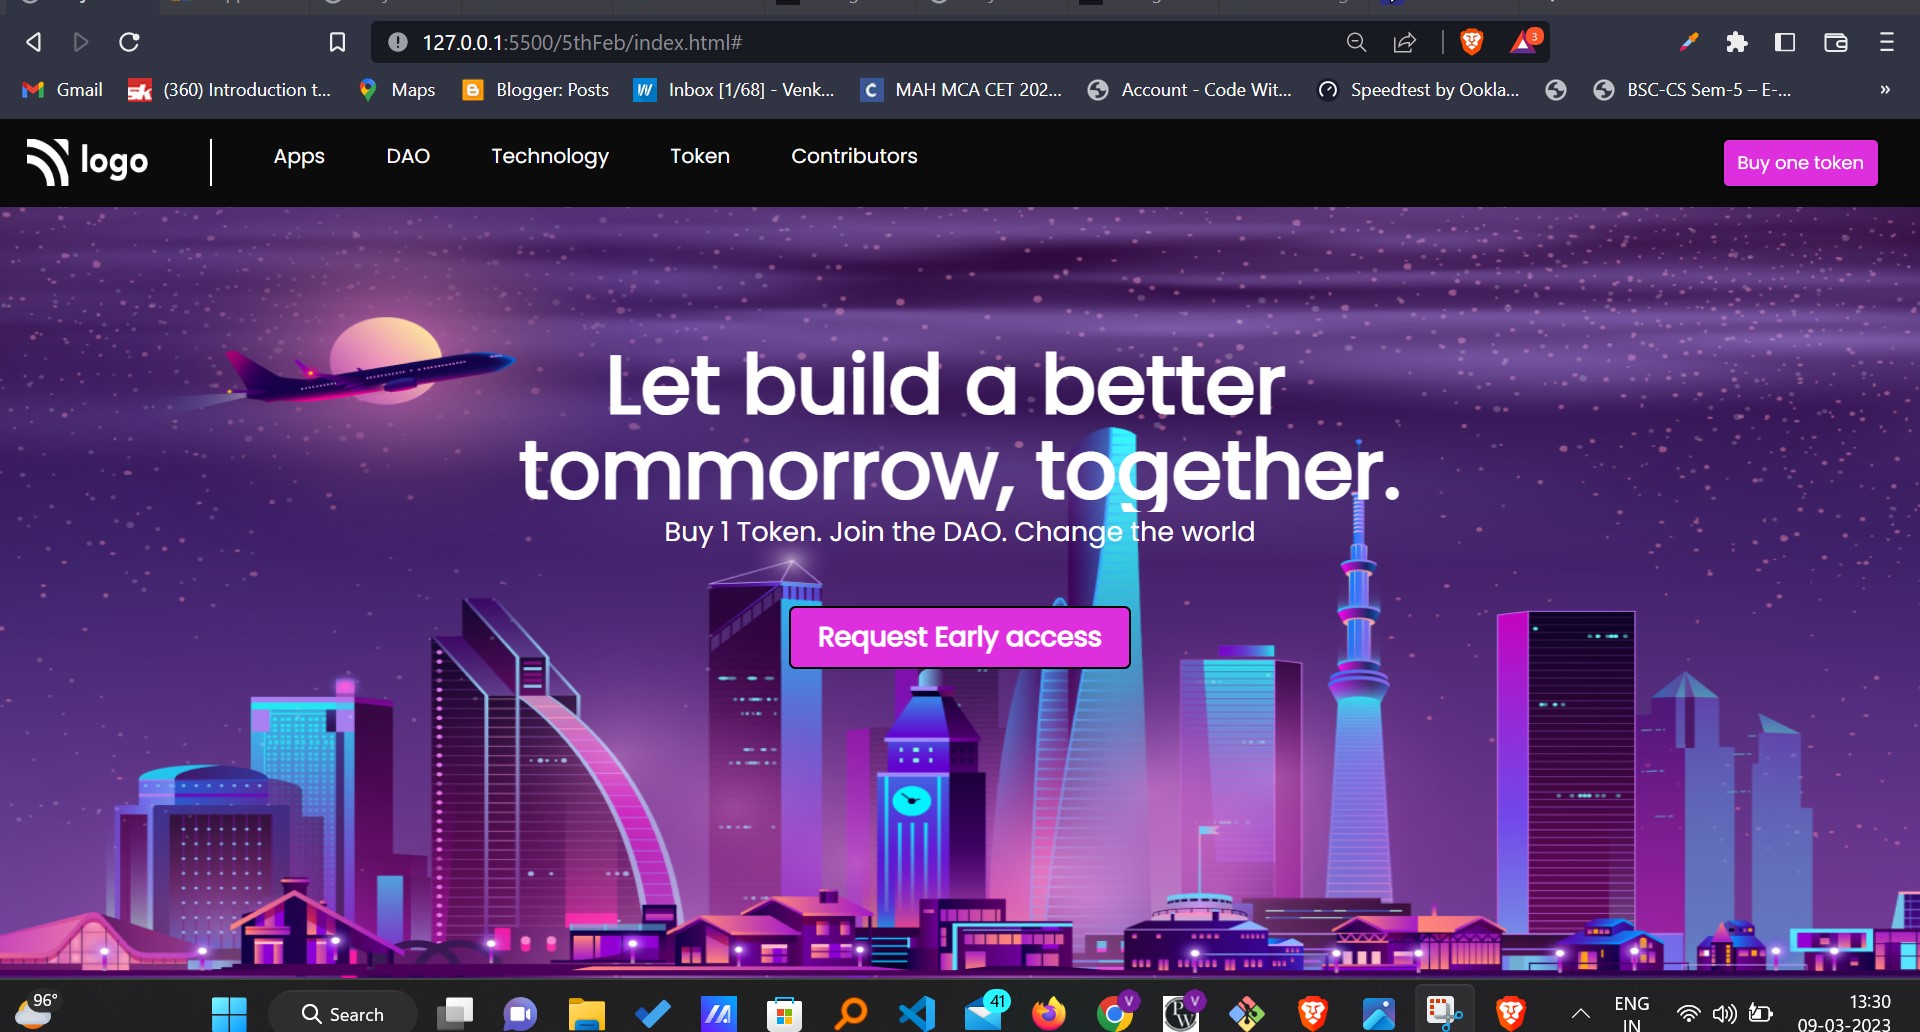 127.0.0.1:5500/5thFeb/index.html#
3
Gmail
(360) Introduction t...
Maps
Blogger: Posts
Inbox [1/68] - Venk...
MAH MCA CET 202...
Account - Code Wit...
Speedtest by Ookla...
BSC-CS Sem-5 – E-...
»
logo
Apps
DAO
Technology
Token
Contributors
Buy one token
Let build a better
tommorrow, together.
Buy 1 Token. Join the DAO. Change the world
Request Early access
96°
Search
41
V
PW
V
ENG
IN
13:30
09-03-2023